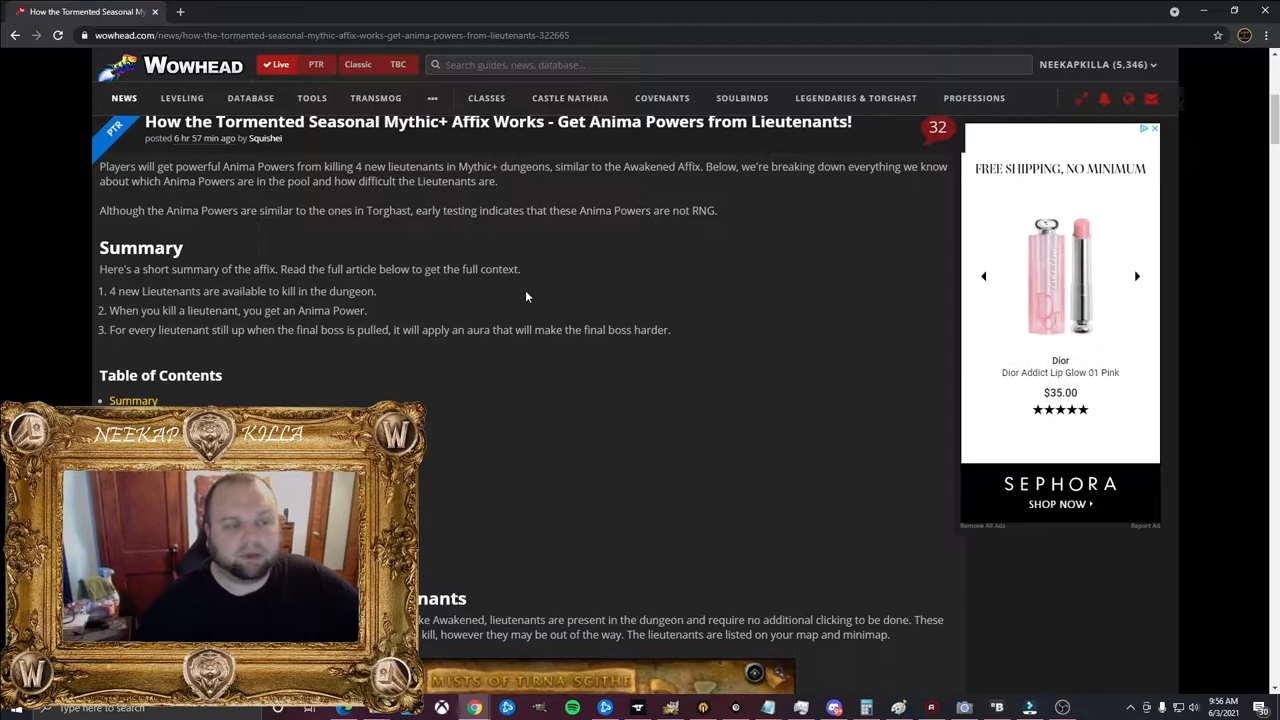 How the Tormented Seasonal My
wowhead.com/news/how-the-tormented-seasonal-mythic-affix-works-get-anima-powers-from-lieutenants-322665
WOWHEAD
Live
PTR
Classic
TBC
Search guides, news, database...
NEEKAPKILLA (5,346)
NEWS
LEVELING
DATABASE
TOOLS
TRANSMOG
CLASSES
CASTLE NATHRIA
COVENANTS
SOULBINDS
LEGENDARIES & TORGHAST
PROFESSIONS
PTR
How the Tormented Seasonal Mythic+ Affix Works - Get Anima Powers from Lieutenants!
32
posted 6 hr 57 min ago by Squishei
Players will get powerful Anima Powers from killing 4 new lieutenants in Mythic+ dungeons, similar to the Awakened Affix. Below, we're breaking down everything we know
about which Anima Powers are in the pool and how difficult the Lieutenants are.
Although the Anima Powers are similar to the ones in Torghast, early testing indicates that these Anima Powers are not RNG.
Summary
Here's a short summary of the affix. Read the full article below to get the full context.
1. 4 new Lieutenants are available to kill in the dungeon.
2. When you kill a lieutenant, you get an Anima Power.
3. For every lieutenant still up when the final boss is pulled, it will apply an aura that will make the final boss harder.
Table of Contents
Summary
FREE SHIPPING, NO MINIMUM
Dior
Dior Addict Lip Glow 01 Pink
$35.00
★★★★★
SEPHORA
SHOP NOW
Remove All Ads
Report Ad
NEEKAP KILLA
W
W
W
nants
ke Awakened, lieutenants are present in the dungeon and require no additional clicking to be done. These
kill, however they may be out of the way. The lieutenants are listed on your map and minimap.
MISTS OF TIRNA SCITHE
Type here to search
9:56 AM
6/3/2021